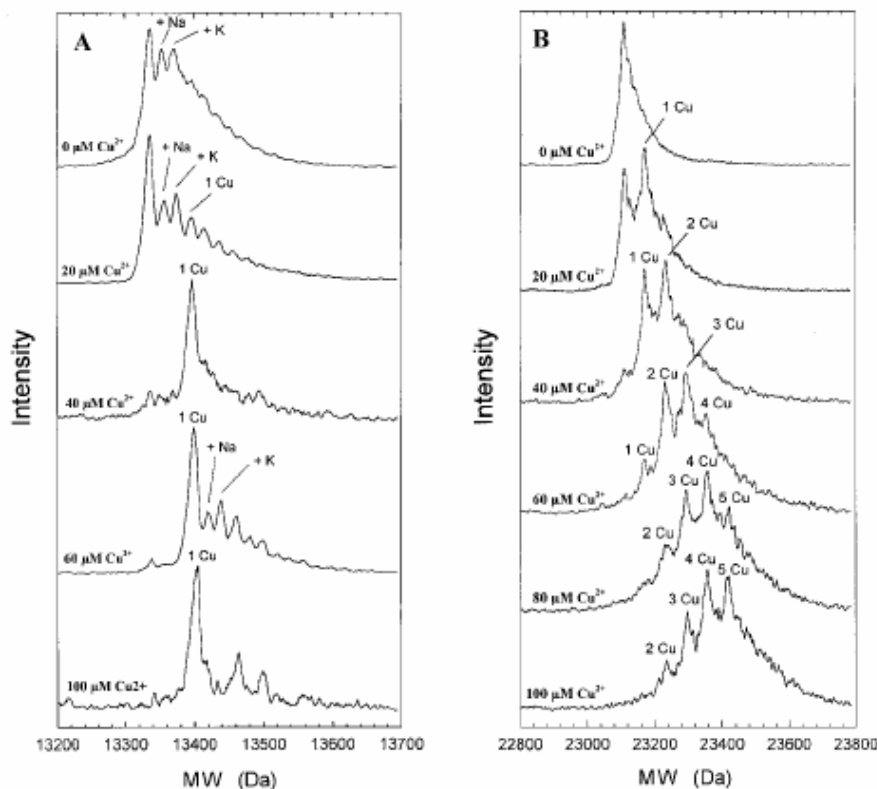 A
+ Na
+ K
0 µM Cu²⁺
+ Na
+ K
1 Cu
20 µM Cu²⁺
1 Cu
40 µM Cu²⁺
1 Cu
+ Na
+ K
60 µM Cu²⁺
1 Cu
100 µM Cu2+
Intensity
13200 13300 13400 13500 13600 13700
MW (Da)
B
1 Cu
0 µM Cu²⁺
2 Cu
1 Cu
20 µM Cu²⁺
3 Cu
2 Cu
4 Cu
40 µM Cu²⁺
1 Cu
4 Cu
3 Cu
5 Cu
60 µM Cu²⁺
2 Cu
4 Cu
5 Cu
80 µM Cu²⁺
3 Cu
2 Cu
100 µM Cu²⁺
Intensity
22800 23000 23200 23400 23600 23800
MW (Da)